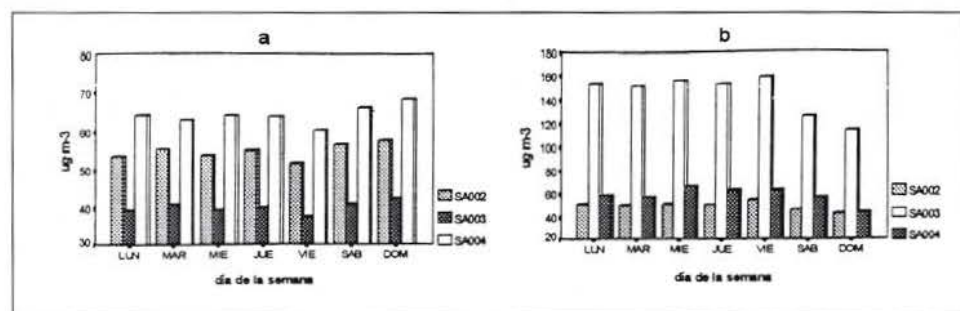 a
80
70
60
50
40
30
ug m-3
LUN MAR MIE JUE VIE SAB DOM
día de la semana
SA002
SA003
SA004
b
180
160
140
120
100
80
60
40
20
ug m-3
LUN MAR MIE JUE VIE SAB DOM
día de la semana
SA002
SA003
SA004